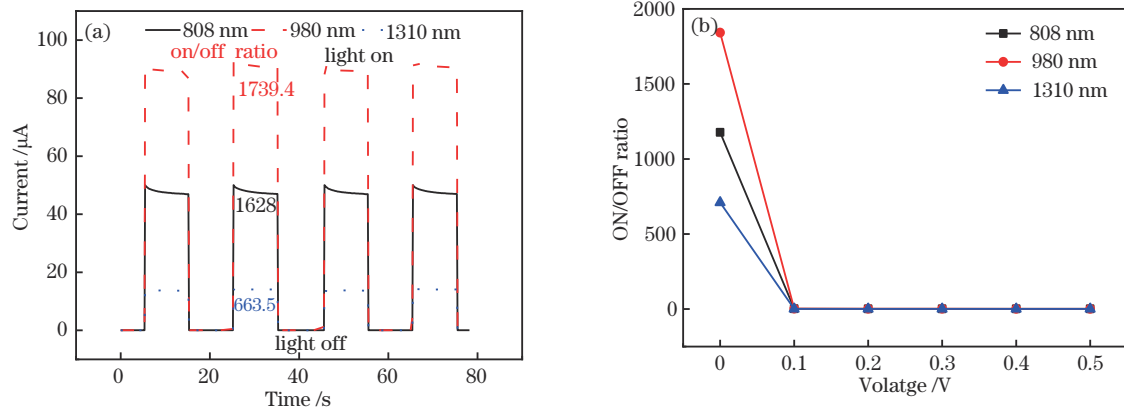 (a)
808 nm 980 nm 1310 nm
on/off ratio light on
1739.4
1628
663.5
light off
100
80
60
40
20
0
Current /μA
0 20 40 60 80
Time /s
(b)
808 nm
980 nm
1310 nm
2000
1500
1000
500
0
ON/OFF ratio
0 0.1 0.2 0.3 0.4 0.5
Volatge /V